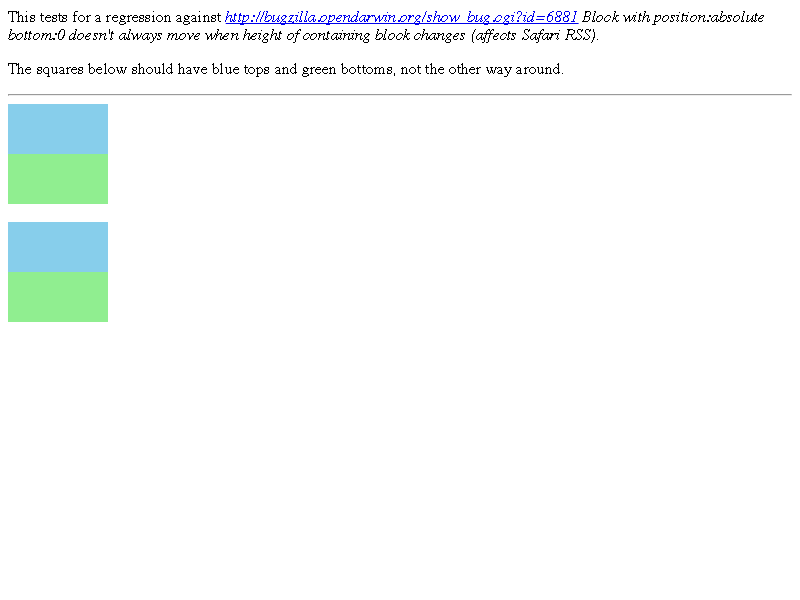 This tests for a regression against http://bugzilla.opendarwin.org/show_bug.cgi?id=6881 Block with position:absolute
bottom:0 doesn't always move when height of containing block changes (affects Safari RSS).
The squares below should have blue tops and green bottoms, not the other way around.